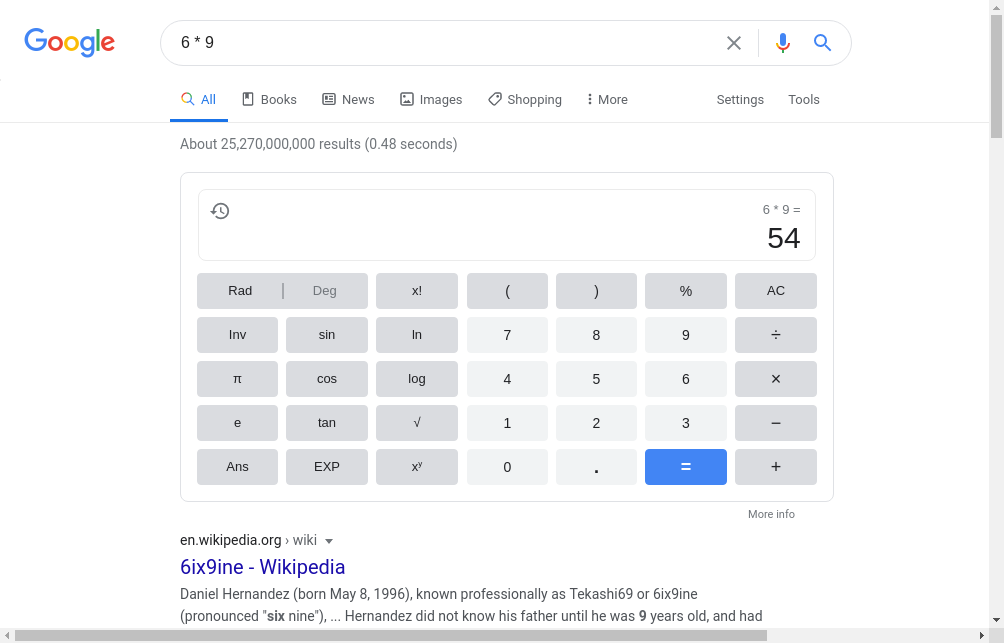 Google
6 * 9
All Books News Images Shopping More Settings Tools
About 25,270,000,000 results (0.48 seconds)
6 * 9 =
54
Rad | Deg x! ( ) % AC
Inv sin ln 7 8 9 ÷
π cos log 4 5 6 ×
e tan √ 1 2 3 −
Ans EXP xʸ 0 . = +
More info
en.wikipedia.org › wiki
6ix9ine - Wikipedia
Daniel Hernandez (born May 8, 1996), known professionally as Tekashi69 or 6ix9ine
(pronounced "six nine"), ... Hernandez did not know his father until he was 9 years old, and had